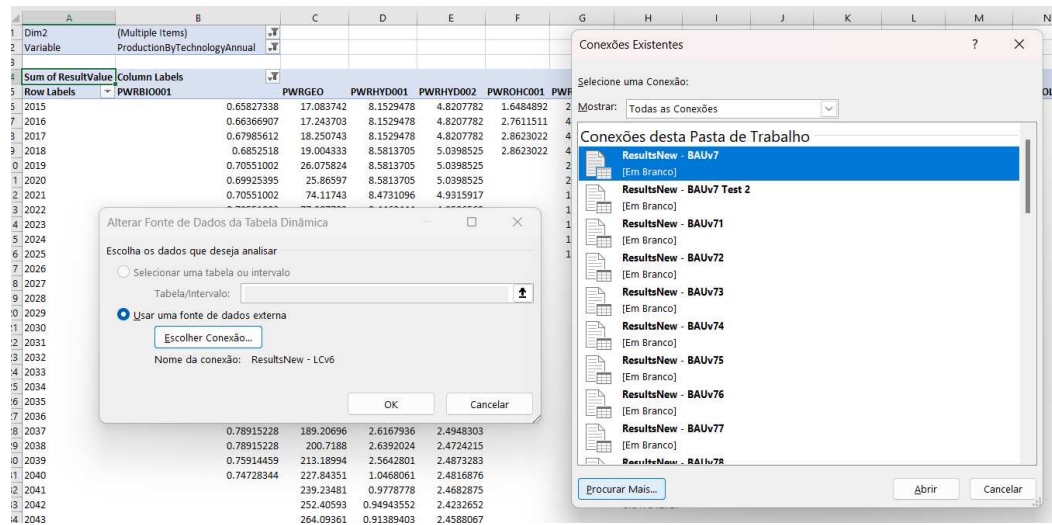 A B C D E F G H I J K L M N
Dim2 (Multiple Items)
Variable ProductionByTechnologyAnnual
Sum of ResultValue Column Labels
Row Labels PWRBIO001 PWRGEO PWRHYD001 PWRHYD002 PWROHC001
2015 0.65827338 17.083742 8.1529478 4.8207782 1.6484892
2016 0.66366907 17.243703 8.1529478 4.8207782 2.7611511
2017 0.67985612 18.250743 8.1529478 4.8207782 2.8623022
2018 0.6852518 19.004333 8.5813705 5.0398525 2.8623022
2019 0.70551002 26.075824 8.5813705 5.0398525
2020 0.69925395 25.86597 8.5813705 5.0398525
2021 0.70551002 74.11743 8.4731096 4.9315917
2022
2023
2024
2025
2026
2027
2028
2029
2030
2031
2032
2033
2034
2035
2036
2037 0.78915228 189.20696 2.6167936 2.4948303
2038 0.78915228 200.7188 2.6392024 2.4724215
2039 0.75914459 213.18994 2.5642801 2.4873283
2040 0.74728344 227.84351 1.0468061 2.4816876
2041 239.23481 0.9778778 2.4682875
2042 252.40593 0.94943552 2.4232652
2043 264.09361 0.91389403 2.4588067
Alterar Fonte de Dados da Tabela Dinâmica
Escolha os dados que deseja analisar
Selecionar uma tabela ou intervalo
Tabela/Intervalo:
Usar uma fonte de dados externa
Escolher Conexão...
Nome da conexão: ResultsNew - LCv6
OK Cancelar
Conexões Existentes ? ×
Selecione uma Conexão:
Mostrar: Todas as Conexões
Conexões desta Pasta de Trabalho
ResultsNew - BAUv7
[Em Branco]
ResultsNew - BAUv7 Test 2
[Em Branco]
ResultsNew - BAUv71
[Em Branco]
ResultsNew - BAUv72
[Em Branco]
ResultsNew - BAUv73
[Em Branco]
ResultsNew - BAUv74
[Em Branco]
ResultsNew - BAUv75
[Em Branco]
ResultsNew - BAUv76
[Em Branco]
ResultsNew - BAUv77
[Em Branco]
ResultsNew - BAUv78
Procurar Mais... Abrir Cancelar